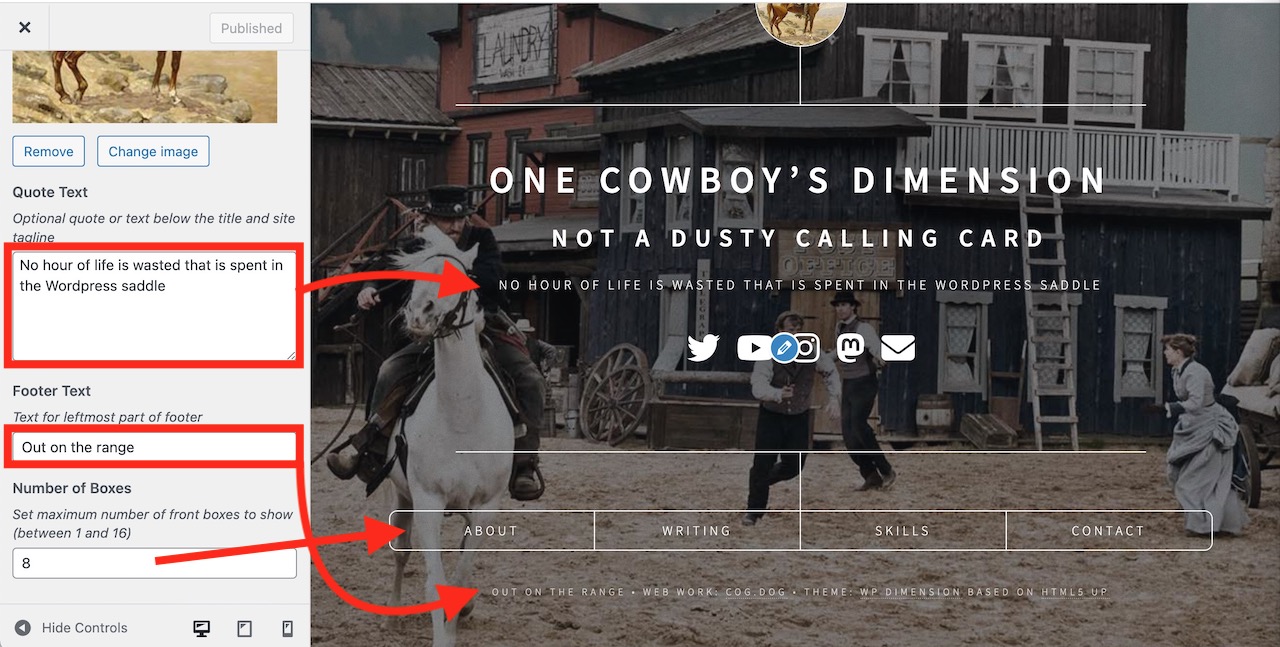 Published
Remove
Change image
Quote Text
Optional quote or text below the title and site
tagline
No hour of life is wasted that is spent in
the Wordpress saddle
Footer Text
Text for leftmost part of footer
Out on the range
Number of Boxes
Set maximum number of front boxes to show
(between 1 and 16)
8
Hide Controls
LAUNDRY
ONE COWBOY’S DIMENSION
NOT A DUSTY CALLING CARD
OFFICE
TELEGRAPH
NO HOUR OF LIFE IS WASTED THAT IS SPENT IN THE WORDPRESS SADDLE
ABOUT
WRITING
SKILLS
CONTACT
OUT ON THE RANGE • WEB WORK: COG.DOG • THEME: WP DIMENSION BASED ON HTML5 UP